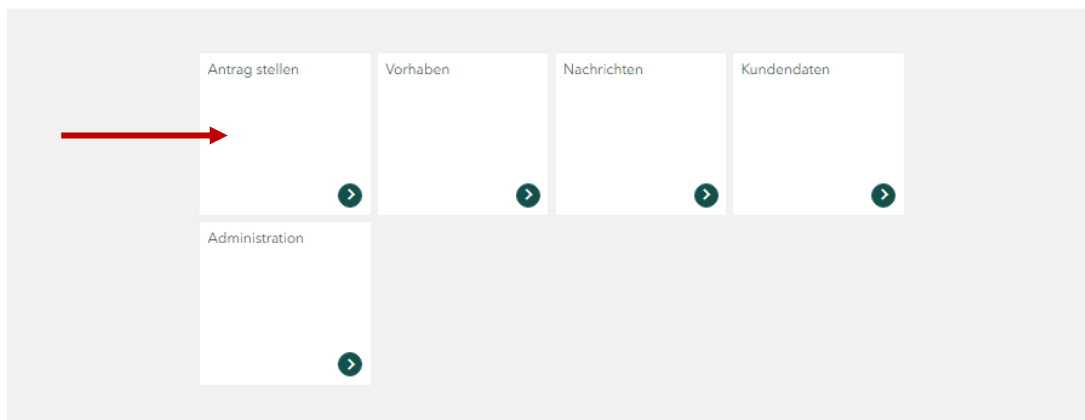 Antrag stellen
Vorhaben
Nachrichten
Kundendaten
Administration